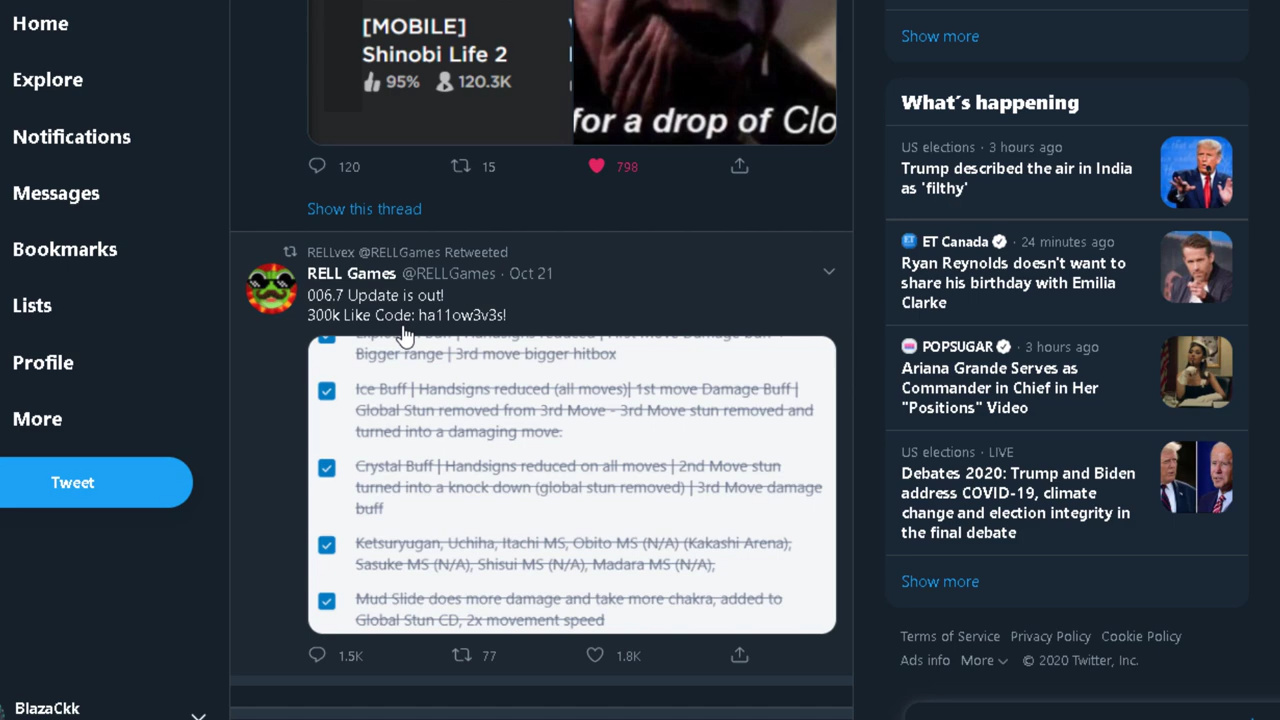 Home
Explore
Notifications
Messages
Bookmarks
Lists
Profile
More
Tweet
BlazaCkk
[MOBILE]
Shinobi Life 2
95% 120.3K
for a drop of Clo
120 15 798
Show this thread
RELLvex @RELLGames Retweeted
RELL Games @RELLGames · Oct 21
006.7 Update is out!
300k Like Code: ha11ow3v3s!
Bigger range | 3rd move bigger hitbox
Ice Buff | Handsigns reduced (all moves)| 1st move Damage Buff |
Global Stun removed from 3rd Move - 3rd Move stun removed and
turned into a damaging move.
Crystal Buff | Handsigns reduced on all moves | 2nd Move stun
turned into a knock down (global stun removed) | 3rd Move damage
buff
Ketsuryugan, Uchiha, Itachi MS, Obito MS (N/A) (Kakashi Arena),
Sasuke MS (N/A), Shisui MS (N/A), Madara MS (N/A),
Mud Slide does more damage and take more chakra, added to
Global Stun CD, 2x movement speed
1.5K 77 1.8K
Show more
What´s happening
US elections · 3 hours ago
Trump described the air in India
as 'filthy'
ET Canada · 24 minutes ago
Ryan Reynolds doesn't want to
share his birthday with Emilia
Clarke
POPSUGAR · 3 hours ago
Ariana Grande Serves as
Commander in Chief in Her
"Positions" Video
US elections · LIVE
Debates 2020: Trump and Biden
address COVID-19, climate
change and election integrity in
the final debate
Show more
Terms of Service Privacy Policy Cookie Policy
Ads info More © 2020 Twitter, Inc.